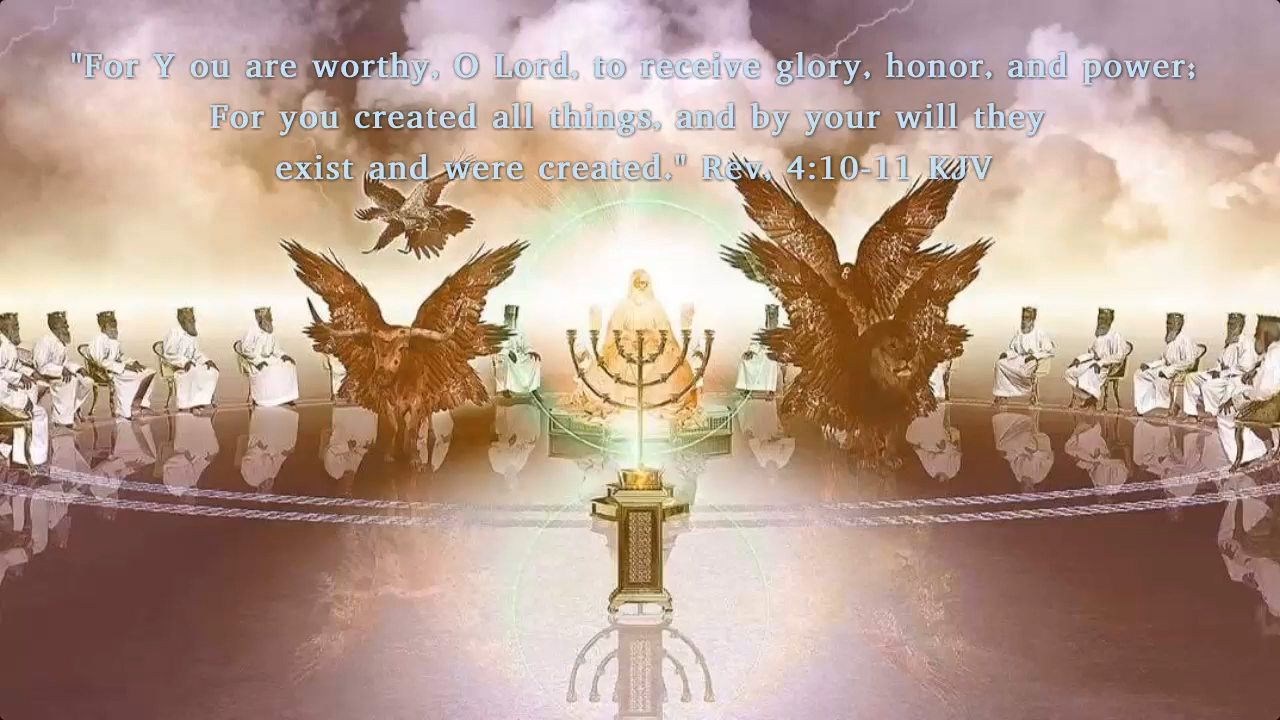 "For Y ou are worthy, O Lord, to receive glory, honor, and power;
For you created all things, and by your will they
exist and were created." Rev, 4:10-11 KJV